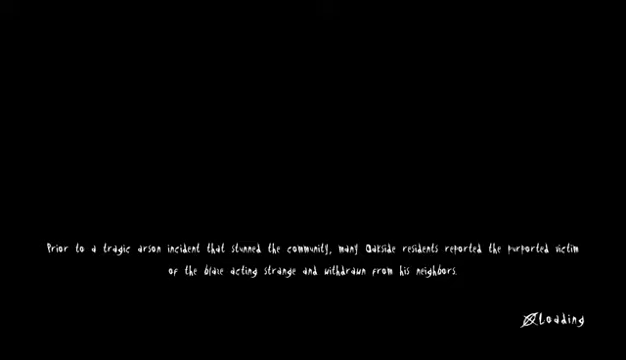 Prior to a tragic arson incident that stunned the community, many Oakside residents reported the purported victim
of the blaze acting strange and withdrawn from his neighbors.
Loading